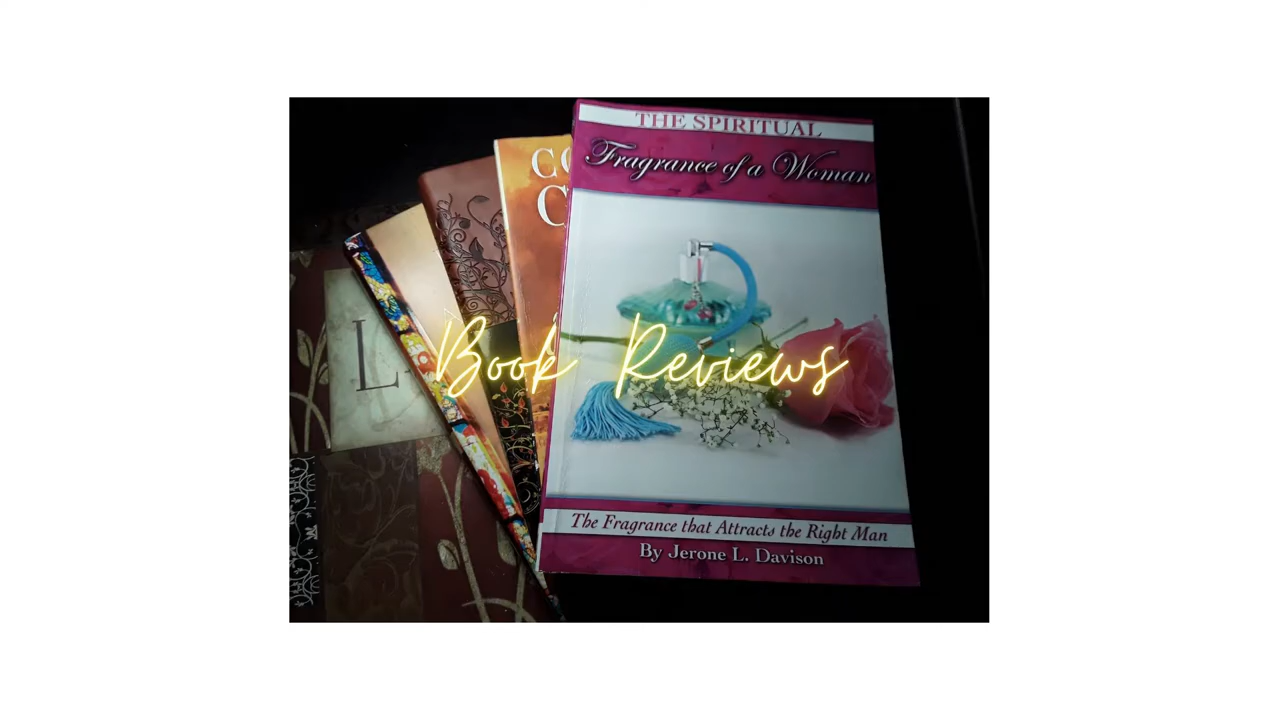 THE SPIRITUAL
Fragrance of a Woman
Book Reviews
The Fragrance that Attracts the Right Man
By Jerone L. Davison